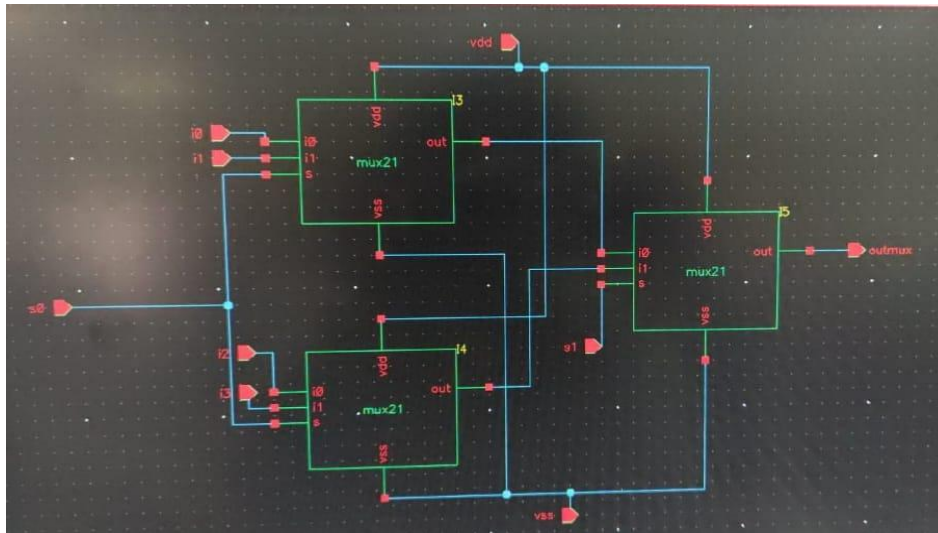 vdd
I3
vdd
i0
i0
out
i1
i1
mux21
s
vss
I5
vdd
i0
out
outmux
i1
mux21
s
s0
vss
s1
i2
vdd
I4
i0
out
i3
i1
mux21
s
vss
vss